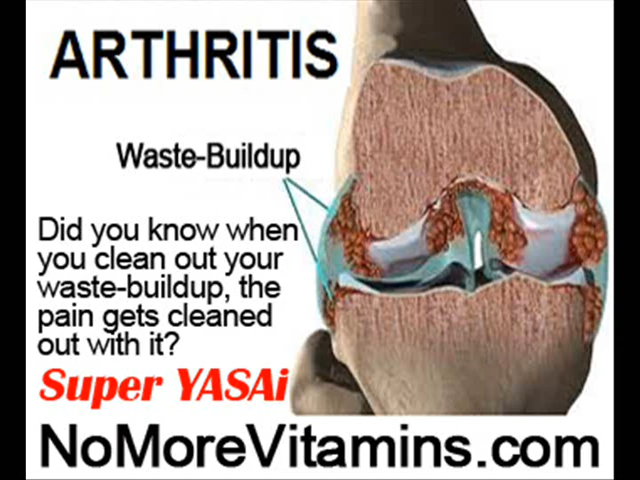 ARTHRITIS
Waste-Buildup
Did you know when
you clean out your
waste-buildup, the
pain gets cleaned
out with it?
Super YASAi
NoMoreVitamins.com